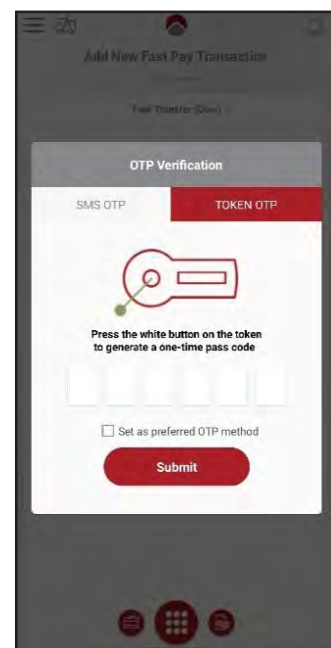 Add New Fast Pay Transaction
OTP Verification
SMS OTP
TOKEN OTP
Press the white button on the token
to generate a one-time pass code
Set as preferred OTP method
Submit